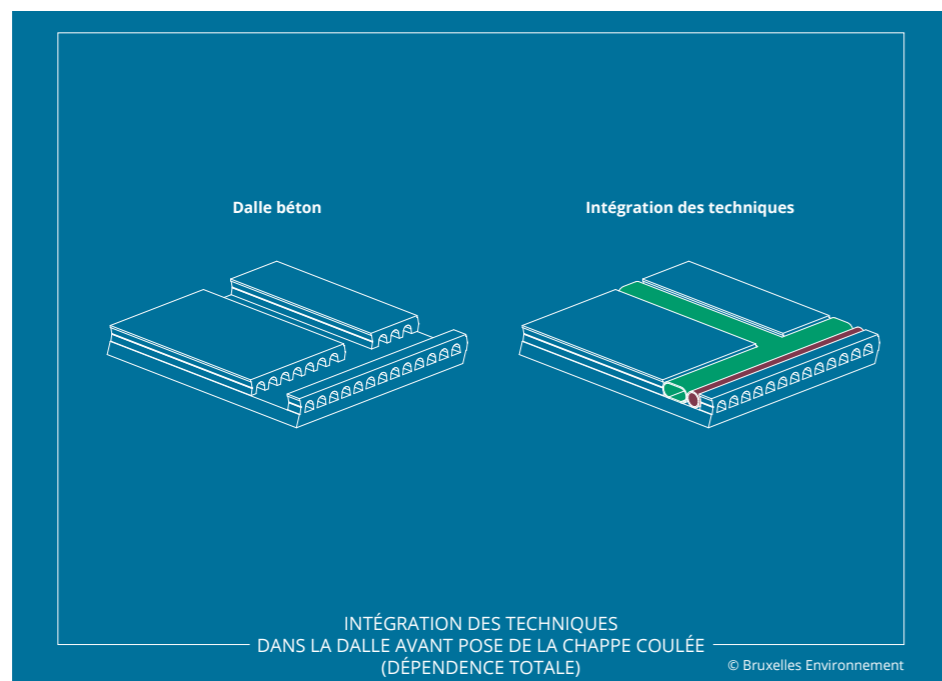 Dalle béton
Intégration des techniques
INTÉGRATION DES TECHNIQUES
DANS LA DALLE AVANT POSE DE LA CHAPPE COULÉE
(DÉPENDENCE TOTALE)
© Bruxelles Environnement